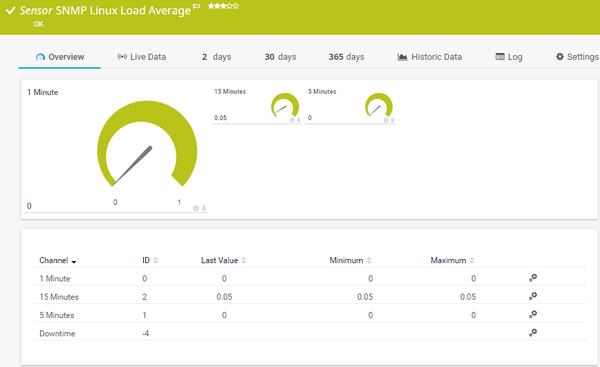 Sensor SNMP Linux Load Average
OK
Overview Live Data 2 days 30 days 365 days Historic Data Log Settings
1 Minute 15 Minutes 5 Minutes
0.05 0
0 1
0
Channel ID Last Value Minimum Maximum
1 Minute 0 0 0 0
15 Minutes 2 0.05 0.05 0.05
5 Minutes 1 0 0 0
Downtime -4